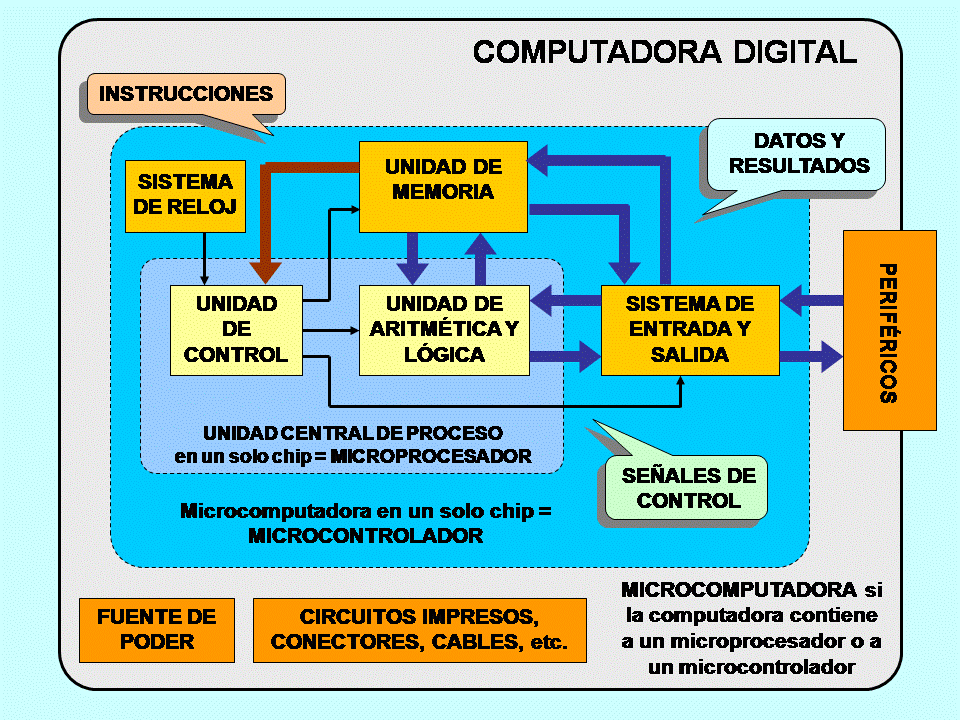 COMPUTADORA DIGITAL
INSTRUCCIONES
DATOS Y
RESULTADOS
SISTEMA
DE RELOJ
UNIDAD DE
MEMORIA
UNIDAD
DE
CONTROL
UNIDAD DE
ARITMÉTICA Y
LÓGICA
SISTEMA DE
ENTRADA Y
SALIDA
PERIFÉRICOS
UNIDAD CENTRAL DE PROCESO
en un solo chip = MICROPROCESADOR
SEÑALES DE
CONTROL
Microcomputadora en un solo chip =
MICROCONTROLADOR
FUENTE DE
PODER
CIRCUITOS IMPRESOS,
CONECTORES, CABLES, etc.
MICROCOMPUTADORA si
la computadora contiene
a un microprocesador o a
un microcontrolador